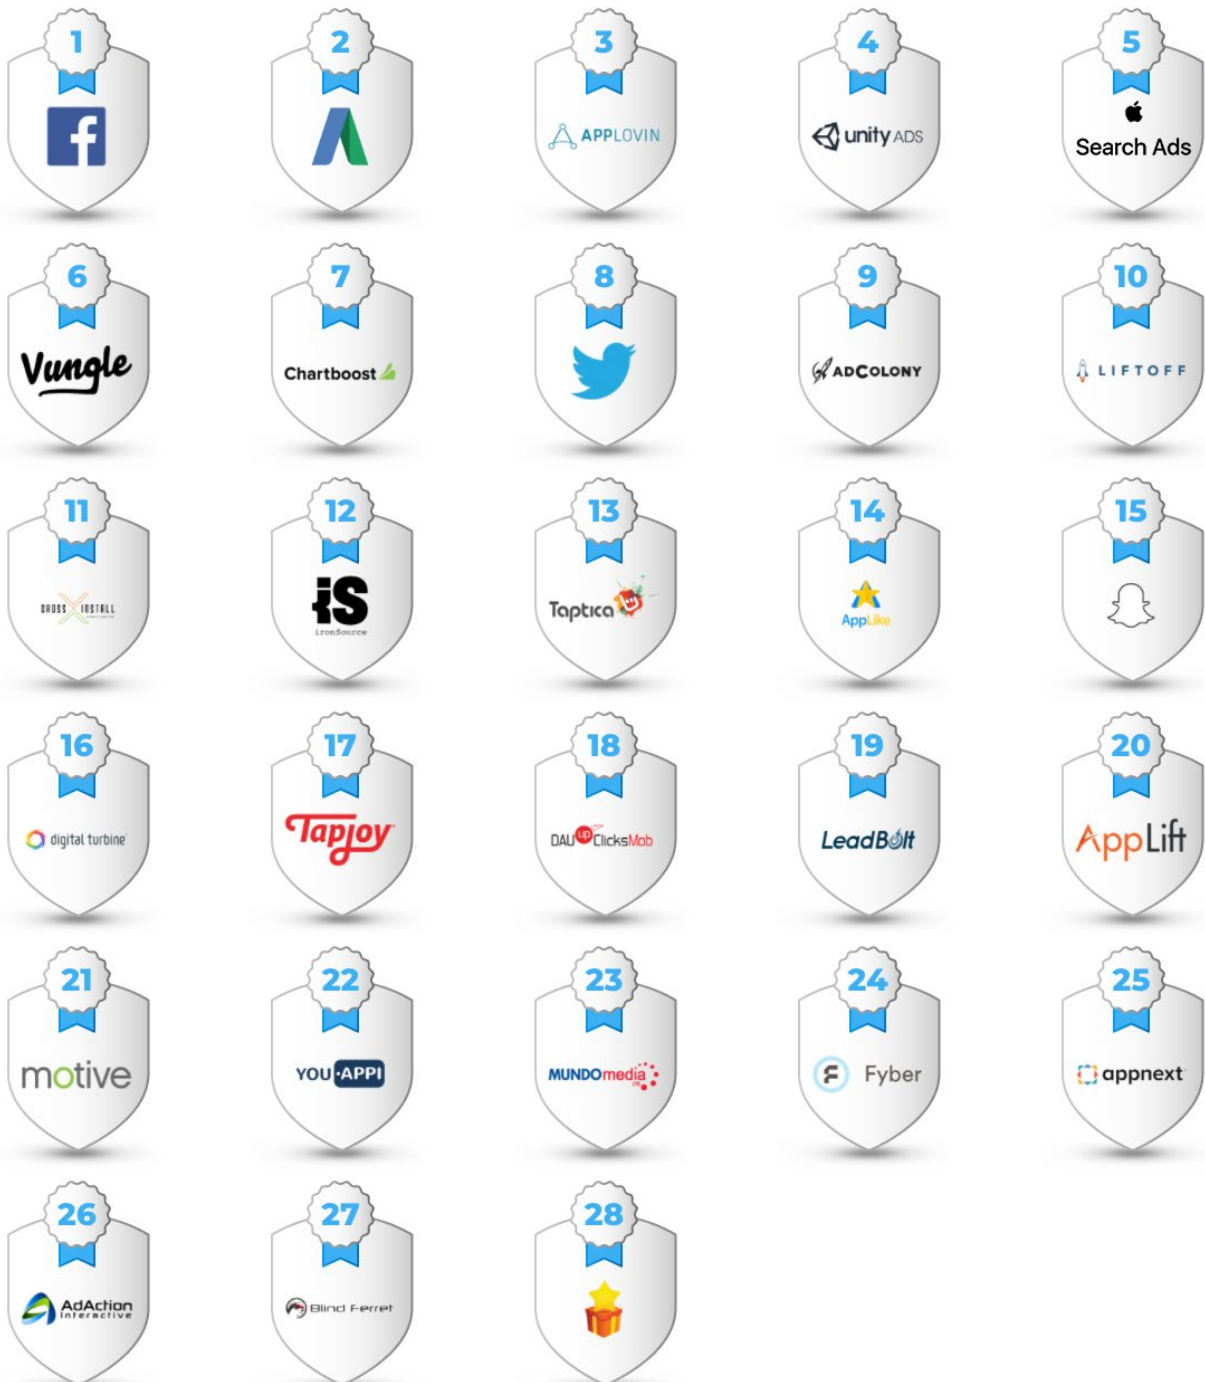 1
2
3
4
5
APPLOVIN
unity ADS
Search Ads
6
7
8
9
10
Vungle
Chartboost
ADCOLONY
LIFTOFF
11
12
13
14
15
CROSS X INSTALL
iS
ironSource
Taptica
AppLike
16
17
18
19
20
digital turbine
Tapjoy
DAU up ClicksMob
LeadBolt
AppLift
21
22
23
24
25
motive
YOU·APPI
MUNDOmedia
LTD
F Fyber
appnext
26
27
28
AdAction
Interactive
Blind Ferret